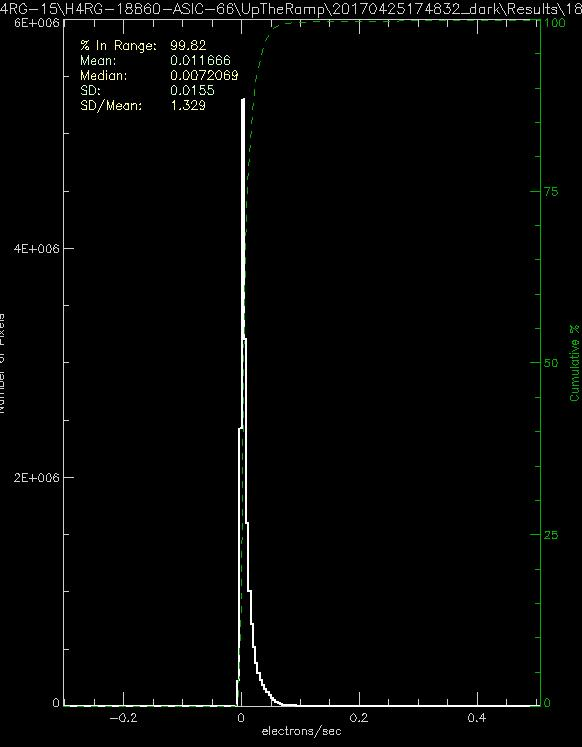 4RG-15\H4RG-18860-ASIC-66\UpTheRamp\20170425174832_dark\Results\18
6E+006
100
% In Range: 99.82
Mean: 0.011666
Median: 0.0072069
SD: 0.0155
SD/Mean: 1.329
75
4E+006
Number of Pixels
50
Cumulative %
2E+006
25
0
0
-0.2
0
0.2
0.4
electrons/sec